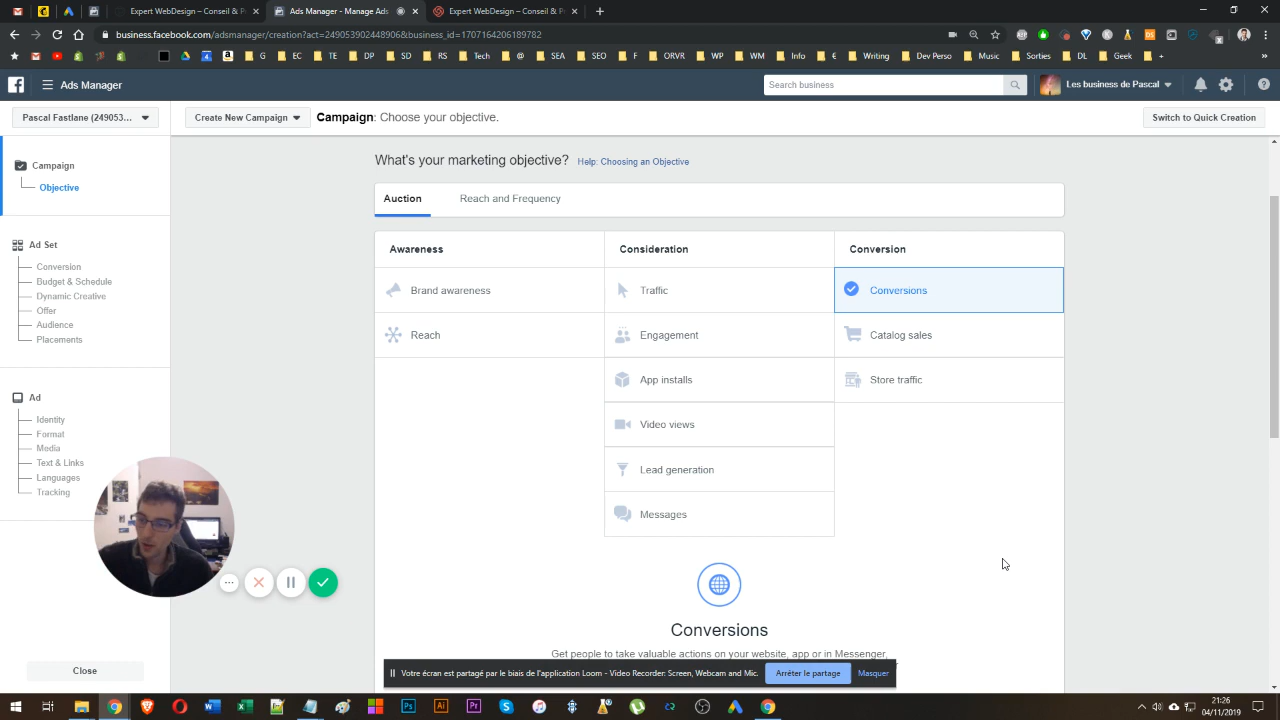 Expert WebDesign – Conseil & P
Ads Manager - Manage Ads
Expert WebDesign – Conseil & P
business.facebook.com/adsmanager/creation?act=2490539024489068&business_id=1707164206189782
G
EC
TE
DP
SD
RS
Tech
@
SEA
SEO
F
ORVR
WP
WM
Info
€
Writing
Dev Perso
Music
Sorties
DL
Geek
+
Ads Manager
Search business
Les business de Pascal
Pascal Fastlane (249053...
Create New Campaign
Campaign: Choose your objective.
Switch to Quick Creation
Campaign
Objective
Ad Set
Conversion
Budget & Schedule
Dynamic Creative
Offer
Audience
Placements
Ad
Identity
Format
Media
Text & Links
Languages
Tracking
Close
What's your marketing objective? Help: Choosing an Objective
Auction
Reach and Frequency
Awareness
Consideration
Conversion
Brand awareness
Traffic
Conversions
Reach
Engagement
Catalog sales
App installs
Store traffic
Video views
Lead generation
Messages
Conversions
Get people to take valuable actions on your website, app or in Messenger,
Votre écran est partagé par le biais de l'application Loom - Video Recorder: Screen, Webcam and Mic.
Arrêter le partage
Masquer
21:26
04/11/2019